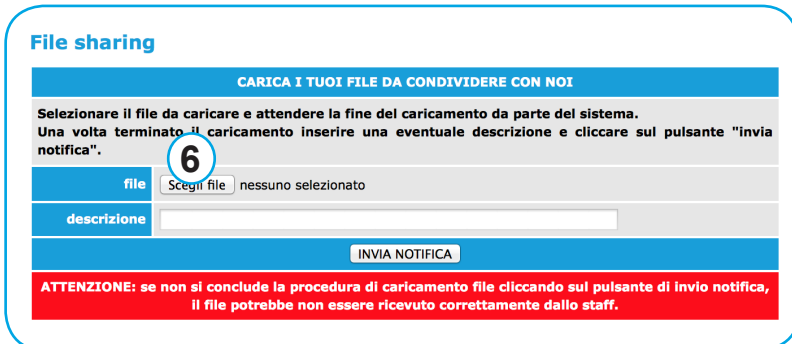 File sharing
CARICA I TUOI FILE DA CONDIVIDERE CON NOI
Selezionare il file da caricare e attendere la fine del caricamento da parte del sistema.
Una volta terminato il caricamento inserire una eventuale descrizione e cliccare sul pulsante "invia
notifica".
6
file Scegli file nessuno selezionato
descrizione
INVIA NOTIFICA
ATTENZIONE: se non si conclude la procedura di caricamento file cliccando sul pulsante di invio notifica,
il file potrebbe non essere ricevuto correttamente dallo staff.